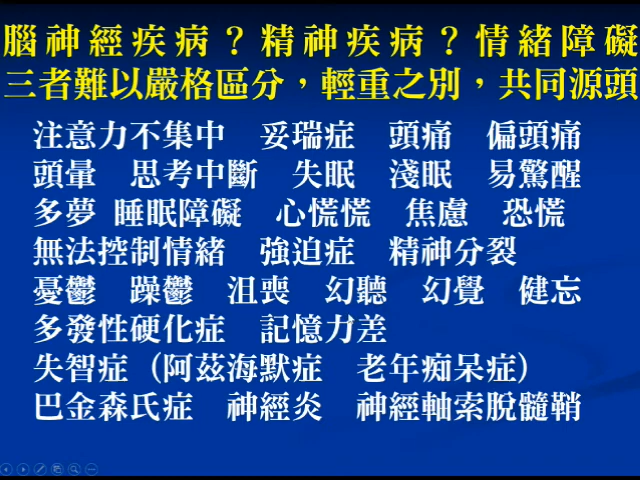 腦神經疾病？精神疾病？情緒障礙
三者難以嚴格區分，輕重之別，共同源頭
注意力不集中　妥瑞症　頭痛　偏頭痛
頭暈　思考中斷　失眠　淺眠　易驚醒
多夢　睡眠障礙　心慌慌　焦慮　恐慌
無法控制情緒　強迫症　精神分裂
憂鬱　躁鬱　沮喪　幻聽　幻覺　健忘
多發性硬化症　記憶力差
失智症（阿茲海默症　老年痴呆症）
巴金森氏症　神經炎　神經軸索脫髓鞘